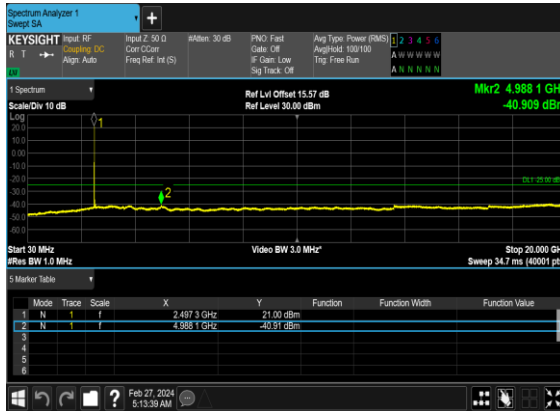 Spectrum Analyzer 1
Swept SA
+
KEYSIGHT
R T
Input: RF
Coupling: DC
Align: Auto
Input Z: 50 Ω
Corr CCorr
Freq Ref: Int (S)
#Atten: 30 dB
PNO: Fast
Gate: Off
IF Gain: Low
Sig Track: Off
Avg Type: Power (RMS)
Avg|Hold: 100/100
Trig: Free Run
1 2 3 4 5 6
A W W W W W
A N N N N N
1 Spectrum
Scale/Div 10 dB
Ref Lvl Offset 15.57 dB
Ref Level 30.00 dBm
Mkr2 4.988 1 GHz
-40.909 dBm
Log
20.0
10.0
0.00
-10.0
-20.0
-30.0
-40.0
-50.0
-60.0
1
2
DL1 -25.00 dB
Start 30 MHz
#Res BW 1.0 MHz
Video BW 3.0 MHz*
Stop 20.000 GH
Sweep 34.7 ms (40001 pts
5 Marker Table
Mode Trace Scale X Y Function Function Width Function Value
1 N 1 f 2.497 3 GHz 21.00 dBm
2 N 1 f 4.988 1 GHz -40.91 dBm
3
4
5
6
?
Feb 27, 2024
5:13:39 AM